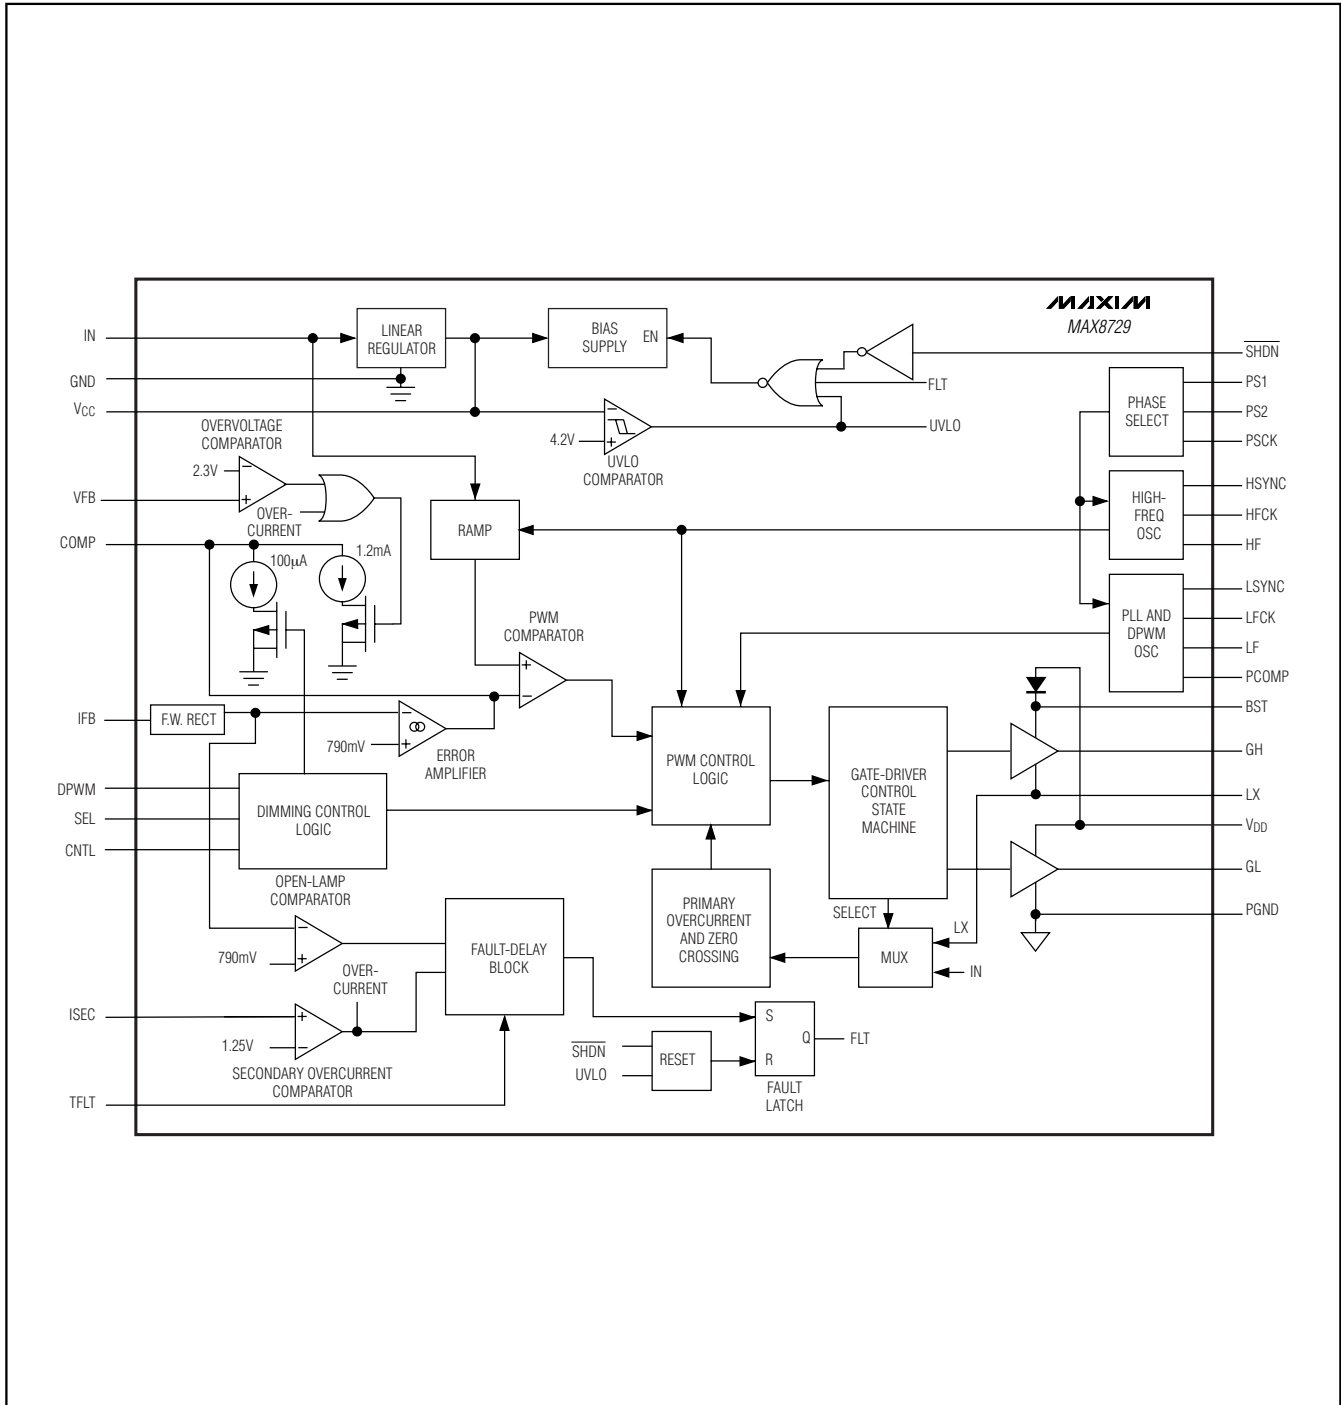 MAXIM
MAX8729
IN
GND
VCC
VFB
COMP
IFB
DPWM
SEL
CNTL
ISEC
TFLT
LINEAR
REGULATOR
BIAS
SUPPLY
EN
FLT
UVLO
4.2V
−
+
UVLO
COMPARATOR
OVERVOLTAGE
COMPARATOR
2.3V
−
+
OVER-
CURRENT
100µA
1.2mA
RAMP
PWM
COMPARATOR
+
−
F.W. RECT
790mV
−
+
ERROR
AMPLIFIER
DIMMING CONTROL
LOGIC
PWM CONTROL
LOGIC
GATE-DRIVER
CONTROL
STATE
MACHINE
OPEN-LAMP
COMPARATOR
790mV
−
+
OVER-
CURRENT
1.25V
+
−
SECONDARY OVERCURRENT
COMPARATOR
FAULT-DELAY
BLOCK
PRIMARY
OVERCURRENT
AND ZERO
CROSSING
SELECT
MUX
LX
IN
SHDN
UVLO
RESET
S
R
Q
FLT
FAULT
LATCH
PHASE
SELECT
HIGH-
FREQ
OSC
PLL AND
DPWM
OSC
SHDN
PS1
PS2
PSCK
HSYNC
HFCK
HF
LSYNC
LFCK
LF
PCOMP
BST
GH
LX
VDD
GL
PGND